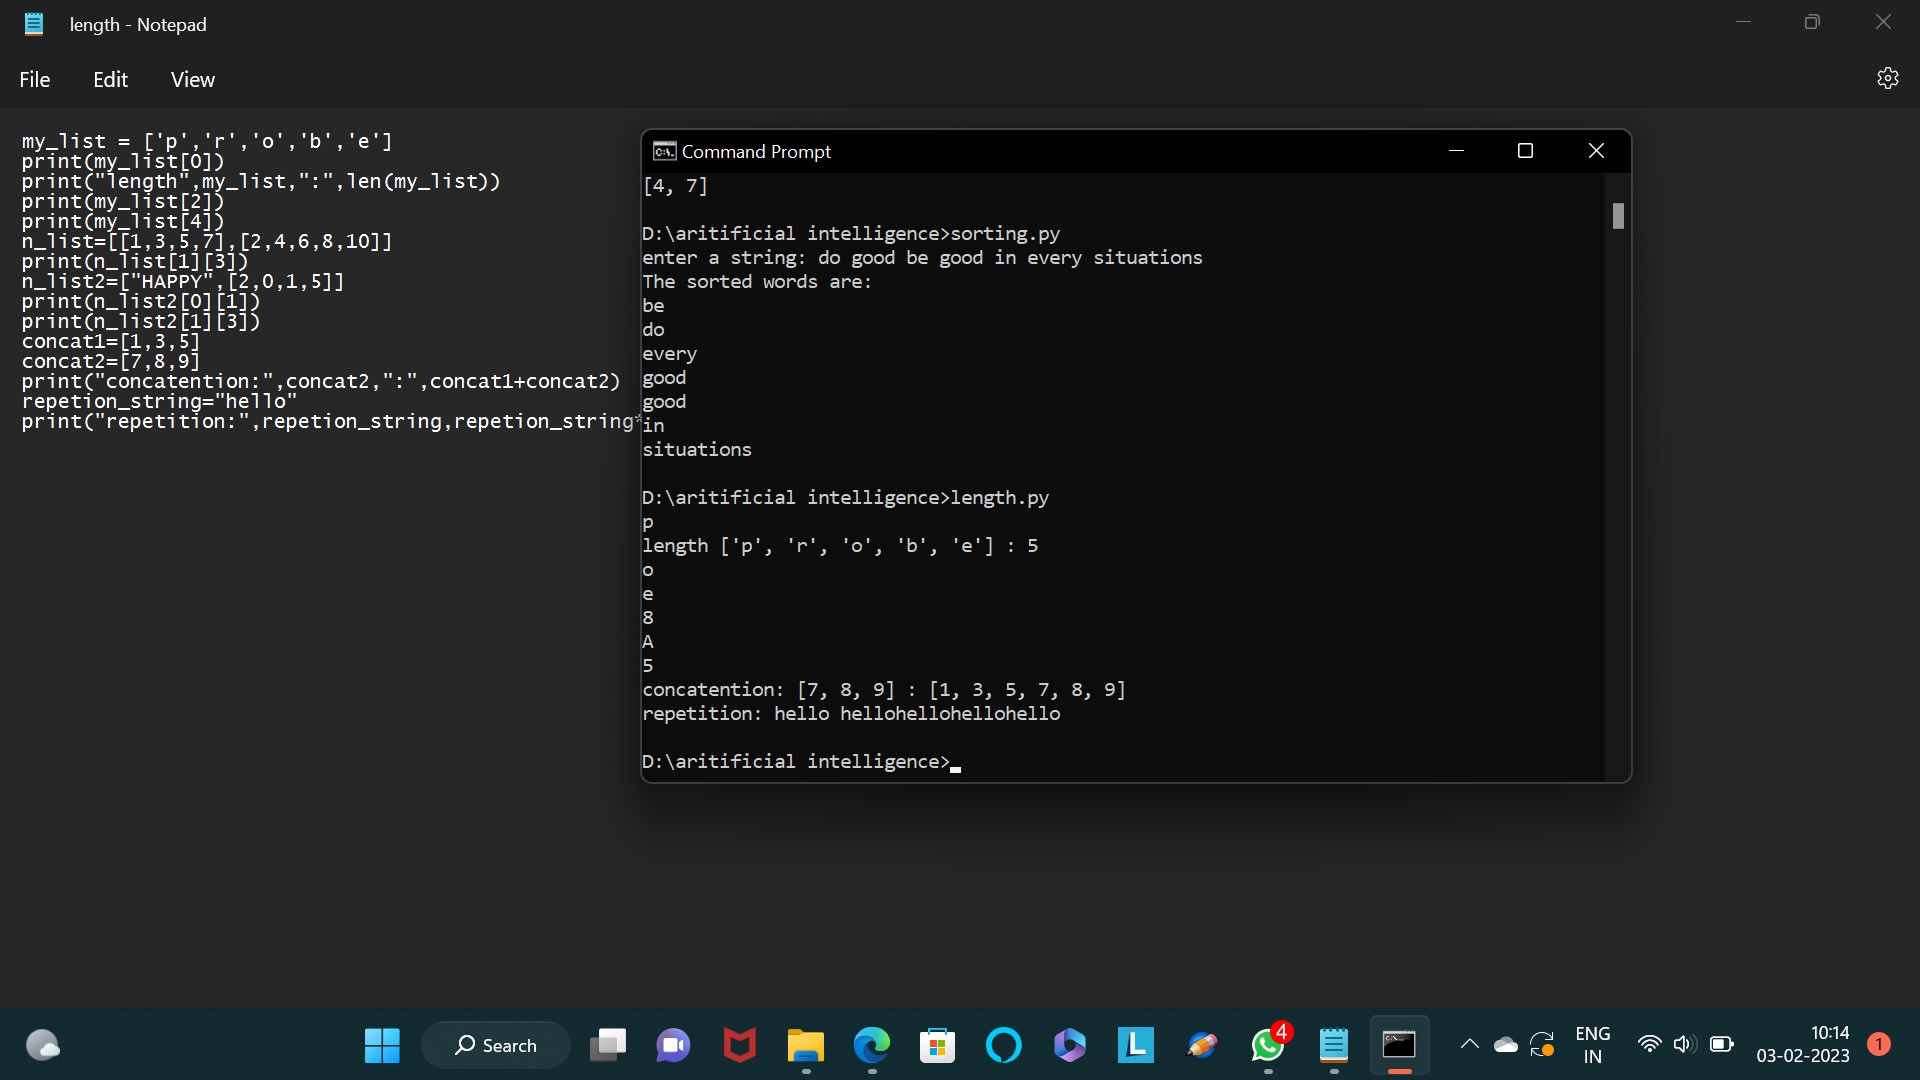 length - Notepad
File Edit View
my_list = ['p','r','o','b','e']
print(my_list[0])
print("length",my_list,":",len(my_list))
print(my_list[2])
print(my_list[4])
n_list=[[1,3,5,7],[2,4,6,8,10]]
print(n_list[1][3])
n_list2=["HAPPY",[2,0,1,5]]
print(n_list2[0][1])
print(n_list2[1][3])
concat1=[1,3,5]
concat2=[7,8,9]
print("concatention:",concat2,":",concat1+concat2)
repetion_string="hello"
print("repetition:",repetion_string,repetion_string*
Command Prompt
[4, 7]
D:\aritificial intelligence>sorting.py
enter a string: do good be good in every situations
The sorted words are:
be
do
every
good
good
in
situations
D:\aritificial intelligence>length.py
p
length ['p', 'r', 'o', 'b', 'e'] : 5
o
e
8
A
5
concatention: [7, 8, 9] : [1, 3, 5, 7, 8, 9]
repetition: hello hellohellohellohello
D:\aritificial intelligence>_
Search
L
4
ENG
IN
10:14
03-02-2023
1